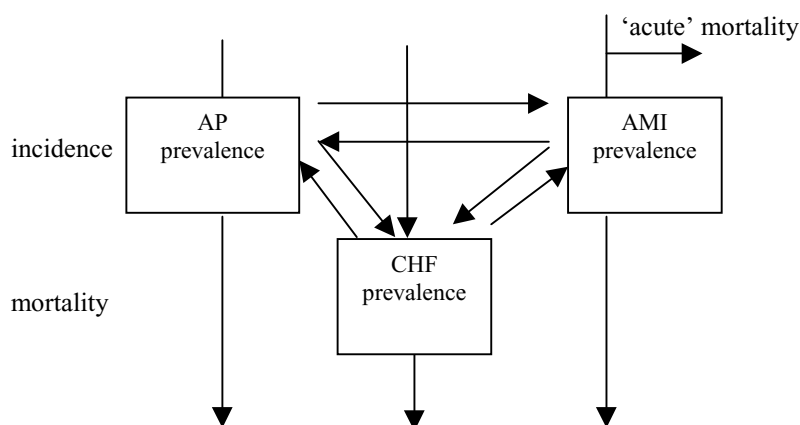 ‘acute’ mortality
AP
prevalence
AMI
prevalence
incidence
CHF
prevalence
mortality